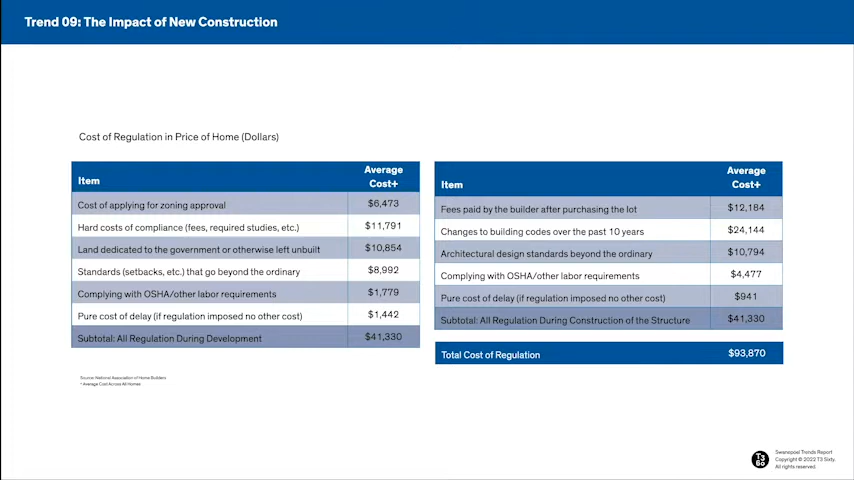 Trend 09: The Impact of New Construction
Cost of Regulation in Price of Home (Dollars)
Item Average Cost+
Cost of applying for zoning approval $6,473
Hard costs of compliance (fees, required studies, etc.) $11,791
Land dedicated to the government or otherwise left unbuilt $10,854
Standards (setbacks, etc.) that go beyond the ordinary $8,992
Complying with OSHA/other labor requirements $1,779
Pure cost of delay (if regulation imposed no other cost) $1,442
Subtotal: All Regulation During Development $41,330
Item Average Cost+
Fees paid by the builder after purchasing the lot $12,184
Changes to building codes over the past 10 years $24,144
Architectural design standards beyond the ordinary $10,794
Complying with OSHA/other labor requirements $4,477
Pure cost of delay (if regulation imposed no other cost) $941
Subtotal: All Regulation During Construction of the Structure $41,330
Total Cost of Regulation $93,870
Source: National Association of Home Builders
Average Cost Across All Homes
T3
60
Swanepoel Trends Report
Copyright © 2022 T3 Sixty.
All rights reserved.